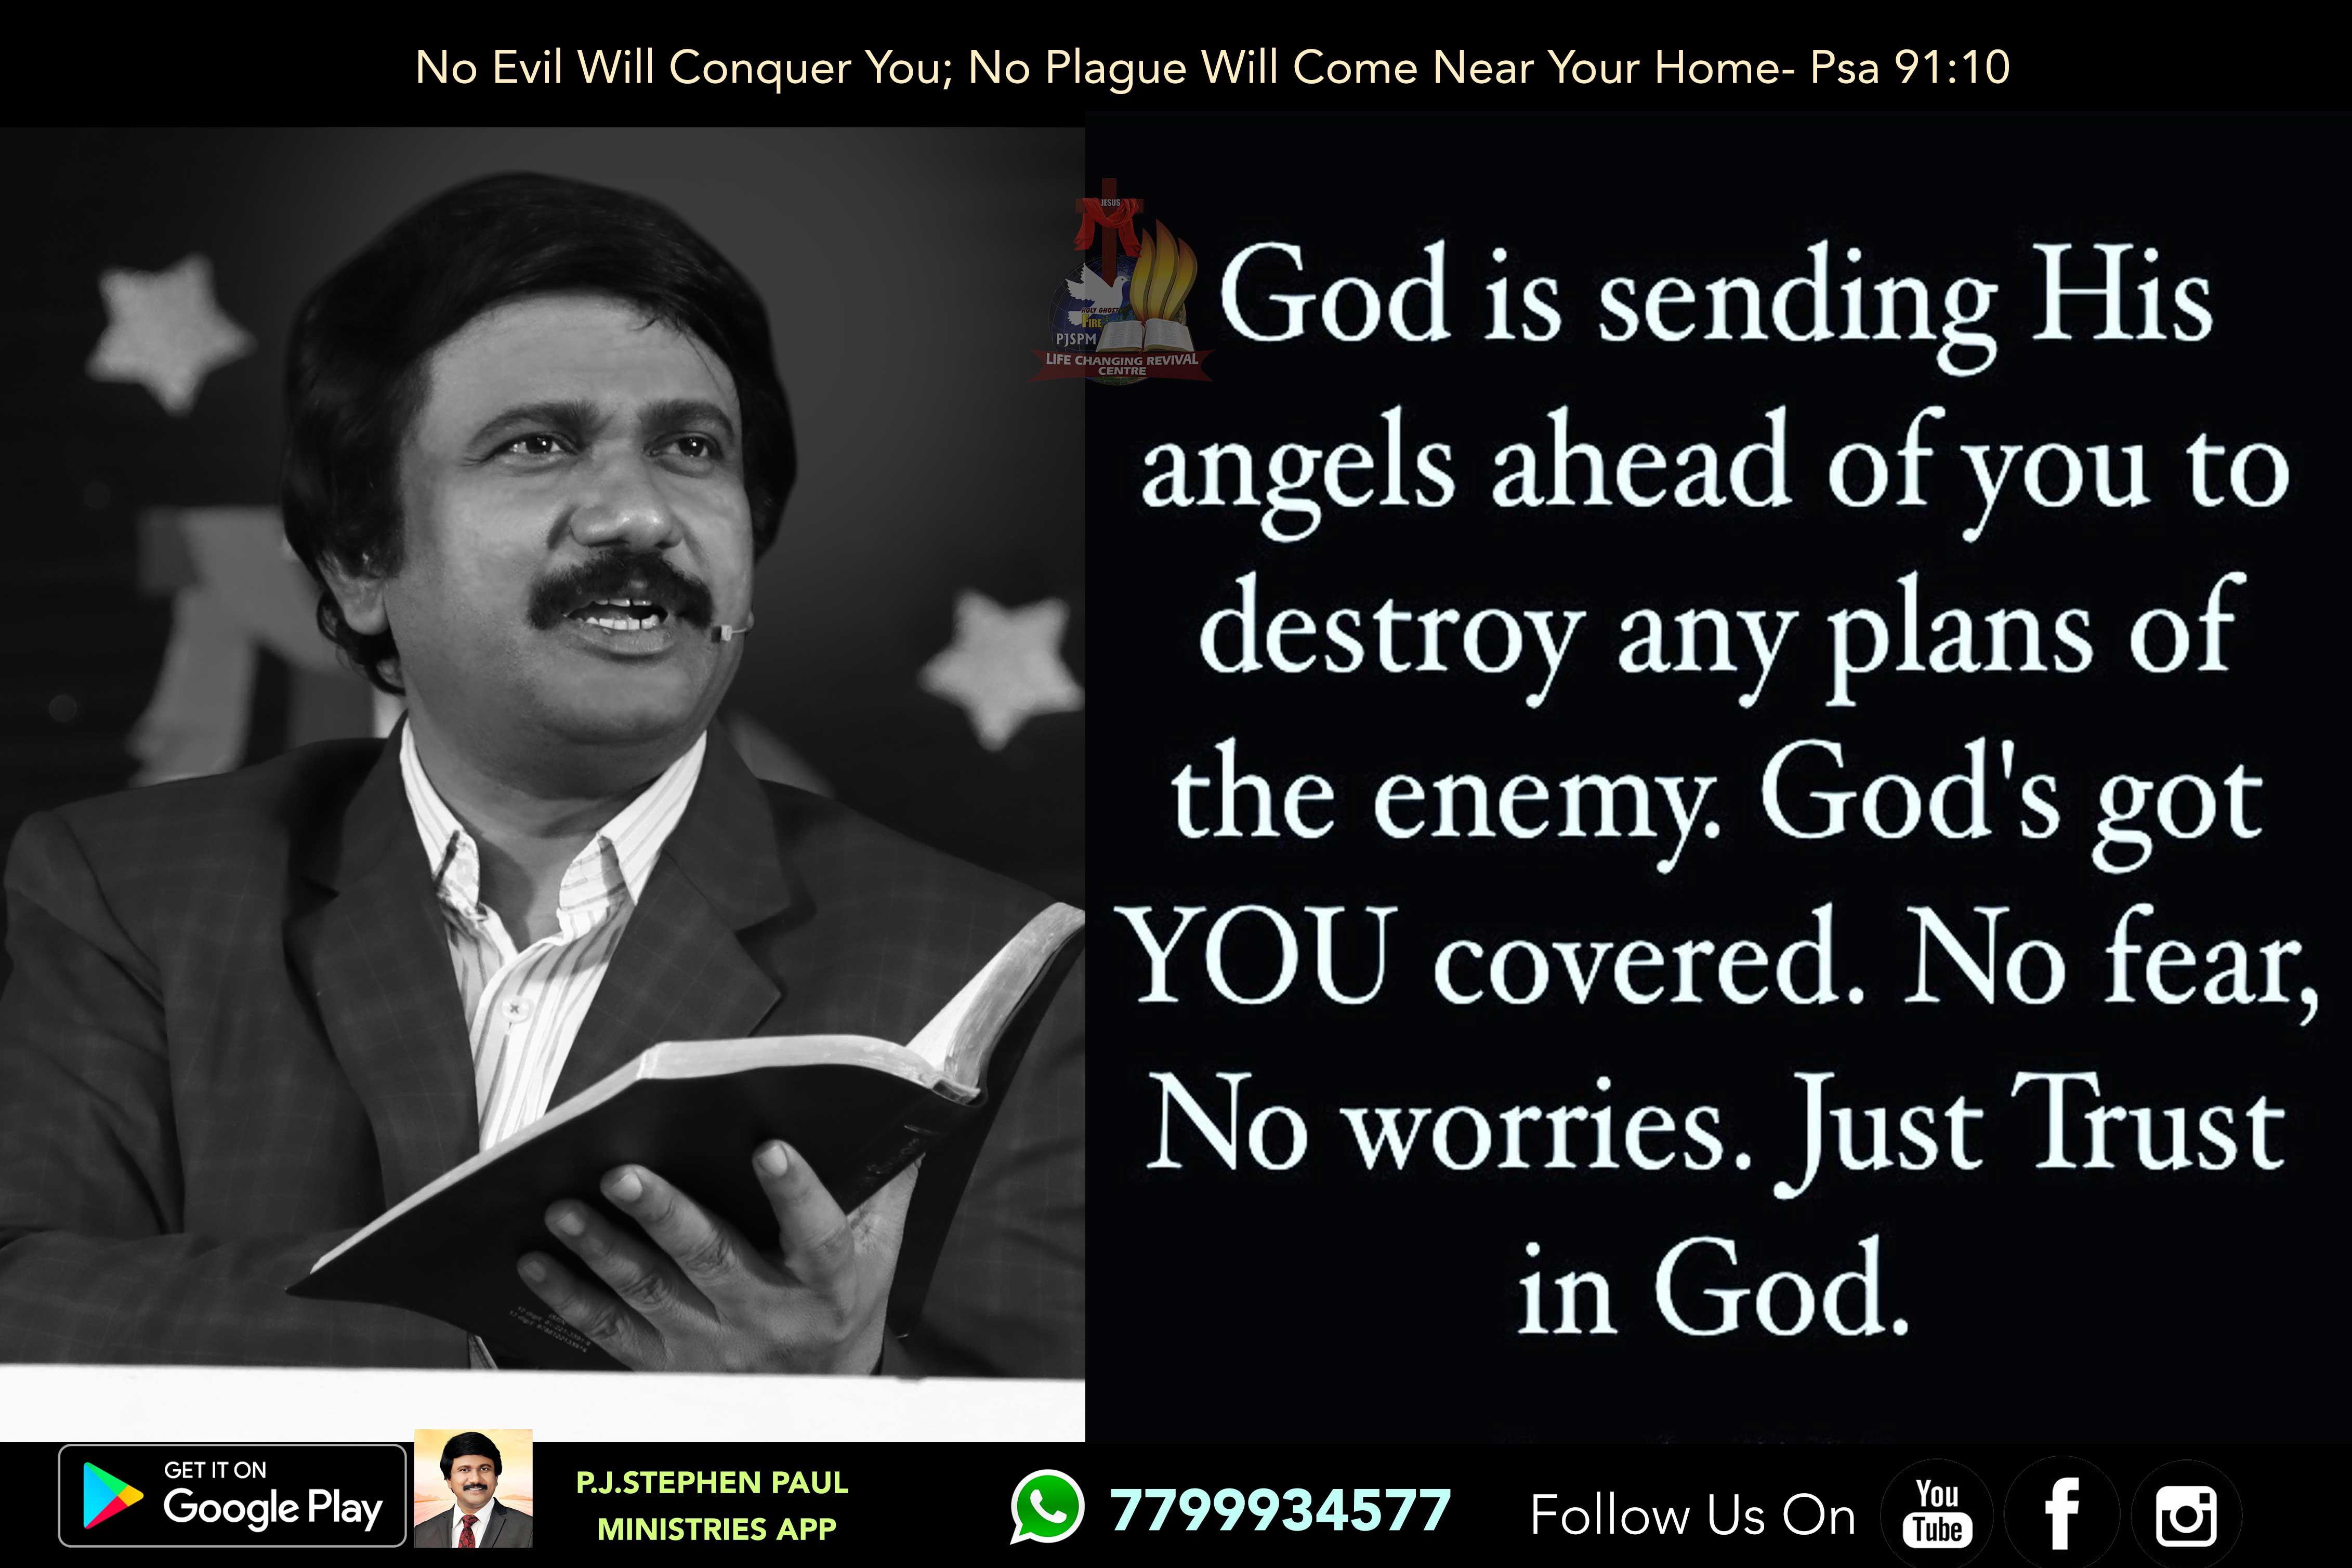 No Evil Will Conquer You; No Plague Will Come Near Your Home- Psa 91:10
JESUS
HOLY GHOST
FIRE
PJSPM
LIFE CHANGING REVIVAL
CENTRE
God is sending His
angels ahead of you to
destroy any plans of
the enemy. God's got
YOU covered. No fear,
No worries. Just Trust
in God.
GET IT ON
Google Play
P.J.STEPHEN PAUL
MINISTRIES APP
7799934577
Follow Us On
You
Tube